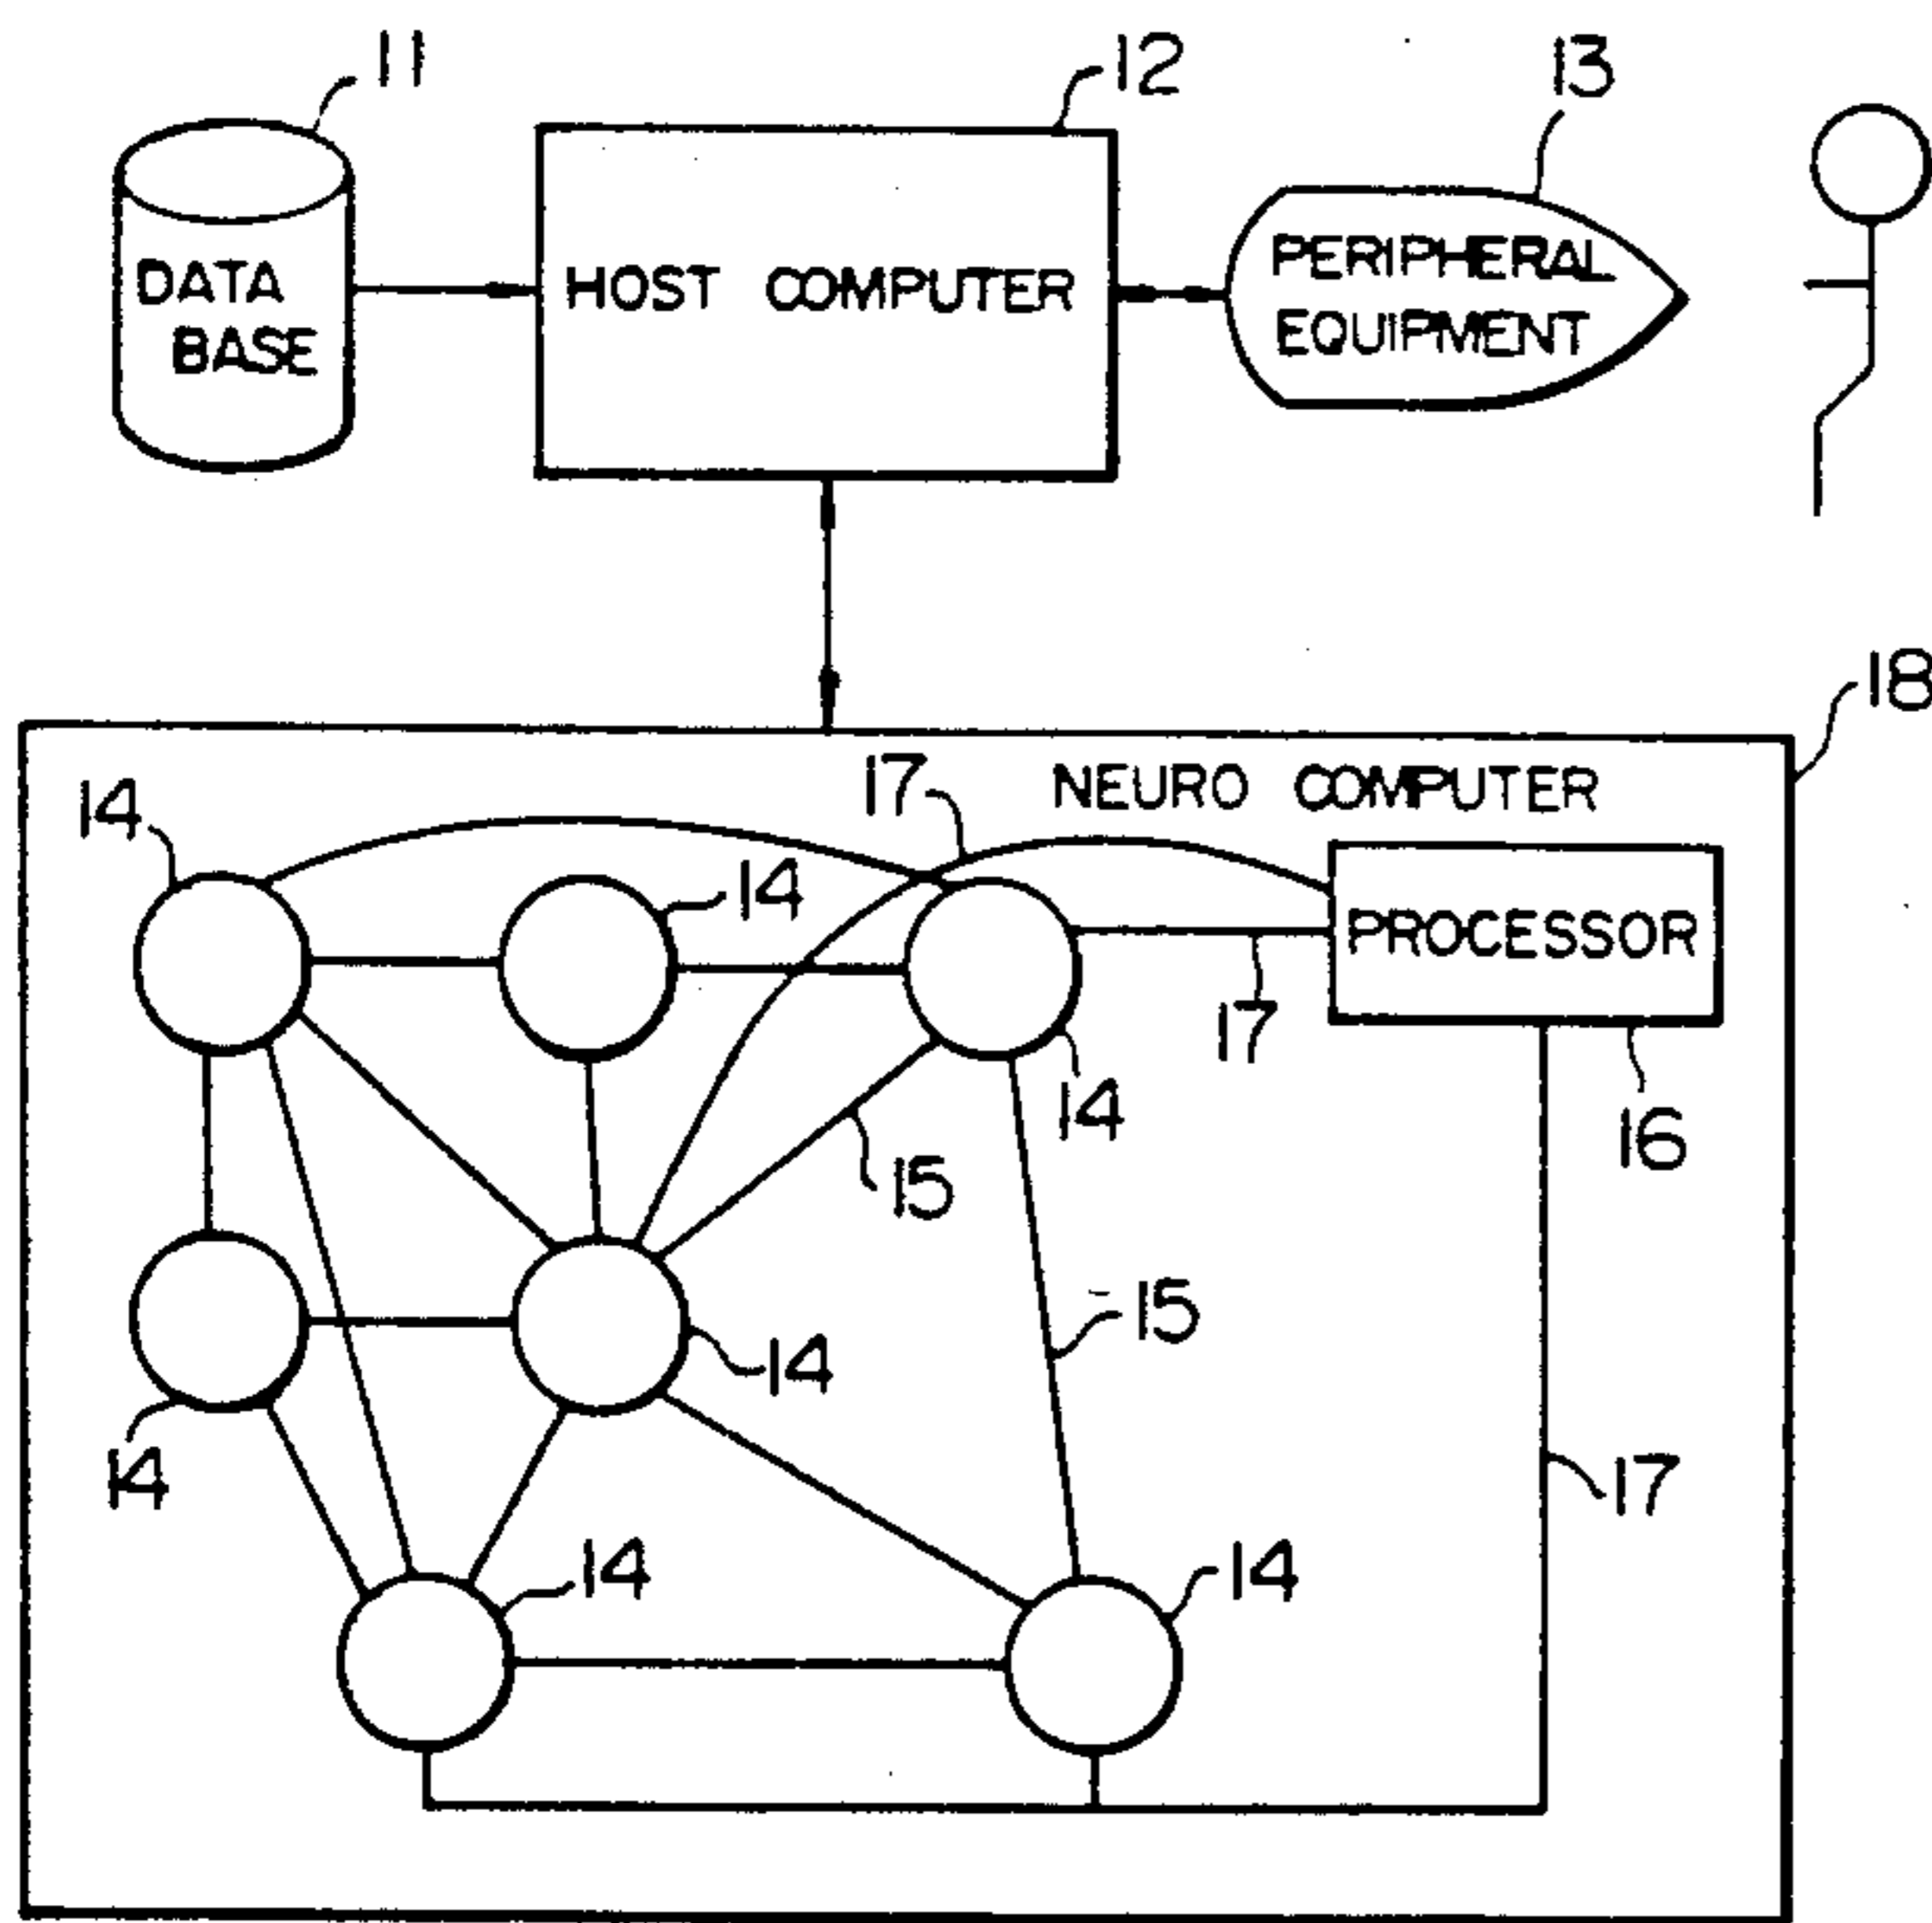 11
12
13
DATA
BASE
HOST COMPUTER
PERIPHERAL
EQUIPMENT
18
17
NEURO COMPUTER
14
14
PROCESSOR
17
14
16
15
15
14
14
17
14
14